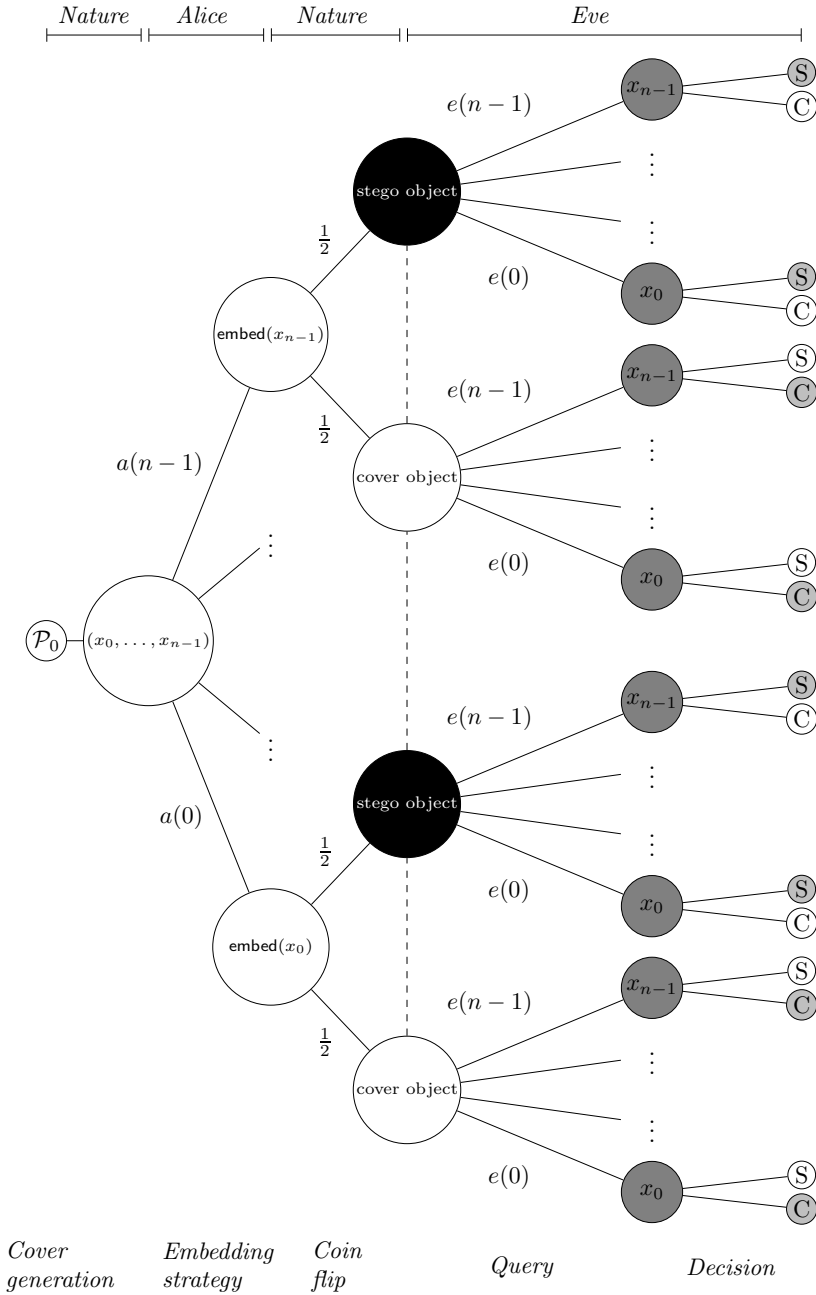 Nature Alice Nature Eve
x_{n−1}
S
C
e(n − 1)
⋮
stego object
⋮
1/2
e(0)
x_0
S
C
embed(x_{n−1})
x_{n−1}
S
C
e(n − 1)
1/2
⋮
a(n − 1)
cover object
⋮
e(0)
x_0
S
C
⋮
P_0
(x_0, . . . , x_{n−1})
x_{n−1}
S
C
e(n − 1)
⋮
⋮
stego object
a(0)
⋮
1/2
e(0)
x_0
S
C
embed(x_0)
x_{n−1}
S
C
e(n − 1)
1/2
⋮
cover object
⋮
e(0)
x_0
S
C
Cover generation
Embedding strategy
Coin flip
Query
Decision